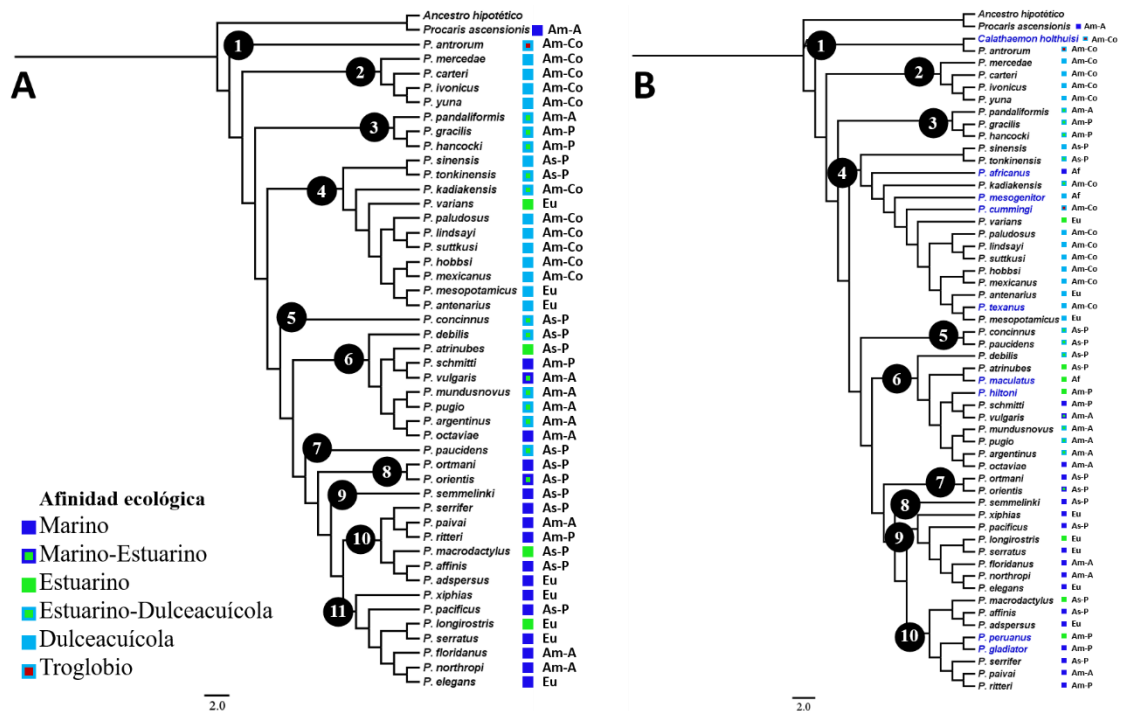 A
Ancestro hipotético
Procaris ascensionis Am-A
1
P. antrorum Am-Co
P. mercedae Am-Co
2
P. carteri Am-Co
P. ivonicus Am-Co
P. yuna Am-Co
P. pandaliformis Am-A
3
P. gracilis Am-P
P. hancocki Am-P
P. sinensis As-P
P. tonkinensis As-P
4
P. kadiakensis Am-Co
P. varians Eu
P. paludosus Am-Co
P. lindsayi Am-Co
P. suttkusi Am-Co
P. hobbsi Am-Co
P. mexicanus Am-Co
P. mesopotamicus Eu
P. antenarius Eu
5
P. concinnus As-P
P. debilis As-P
6
P. atrinubes As-P
P. schmitti Am-P
P. vulgaris Am-A
P. mundusnovus Am-A
P. pugio Am-A
P. argentinus Am-A
P. octaviae Am-A
7
P. paucidens As-P
P. ortmani As-P
8
P. orientis As-P
9
P. semmelinki As-P
P. serrifer As-P
P. paivai Am-A
10
P. ritteri Am-P
P. macrodactylus As-P
P. affinis As-P
P. adspersus Eu
P. xiphias Eu
11
P. pacificus As-P
P. longirostris Eu
P. serratus Eu
P. floridanus Am-A
P. northropi Am-A
P. elegans Eu
2.0
Afinidad ecológica
Marino
Marino-Estuarino
Estuarino
Estuarino-Dulceacuícola
Dulceacuícola
Troglobio
B
Ancestro hipotético
Procaris ascensionis Am-A
1
Calathaemon holthuisi Am-Co
P. antrorum Am-Co
P. mercedae Am-Co
2
P. carteri Am-Co
P. ivonicus Am-Co
P. yuna Am-Co
P. pandaliformis Am-A
3
P. gracilis Am-P
P. hancocki Am-P
P. sinensis As-P
P. tonkinensis As-P
4
P. africanus Af
P. kadiakensis Am-Co
P. mesogenitor Af
P. cummingi Am-Co
P. varians Eu
P. paludosus Am-Co
P. lindsayi Am-Co
P. suttkusi Am-Co
P. hobbsi Am-Co
P. mexicanus Am-Co
P. antenarius Eu
P. texanus Am-Co
P. mesopotamicus Eu
5
P. concinnus As-P
P. paucidens As-P
P. debilis As-P
6
P. atrinubes As-P
P. maculatus Af
P. hiltoni Am-P
P. schmitti Am-P
P. vulgaris Am-A
P. mundusnovus Am-A
P. pugio Am-A
P. argentinus Am-A
P. octaviae Am-A
7
P. ortmani As-P
P. orientis As-P
8
P. semmelinki As-P
P. xiphias Eu
9
P. pacificus As-P
P. longirostris Eu
P. serratus Eu
P. floridanus Am-A
P. northropi Am-A
P. elegans Eu
P. macrodactylus As-P
P. affinis As-P
P. adspersus Eu
10
P. peruanus Am-P
P. gladiator Am-P
P. serrifer As-P
P. paivai Am-A
P. ritteri Am-P
2.0